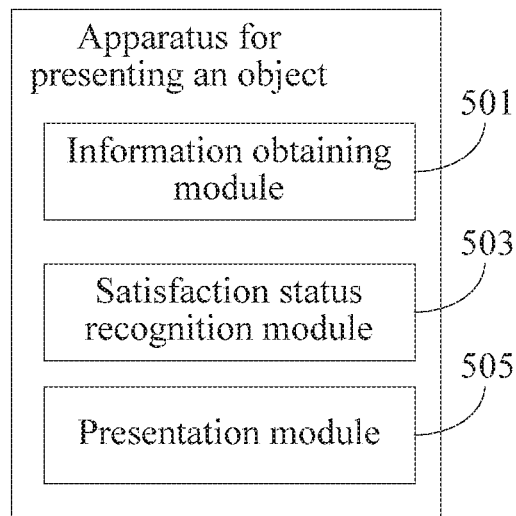 Apparatus for
presenting an object
501
Information obtaining
module
503
Satisfaction status
recognition module
505
Presentation module